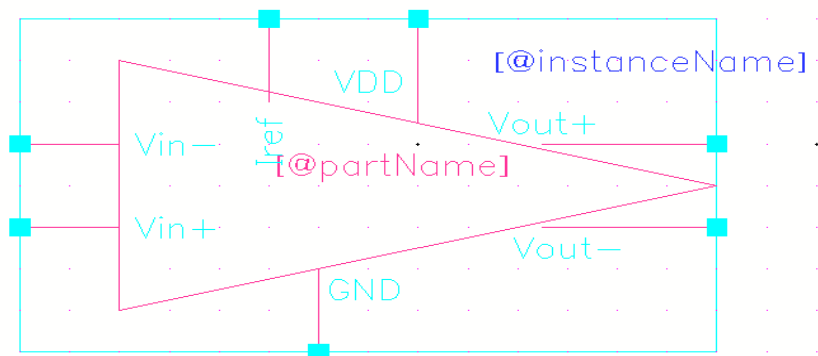 [@instanceName]
VDD
Vout+
Iref
Vin-
[@partName]
Vin+
Vout-
GND